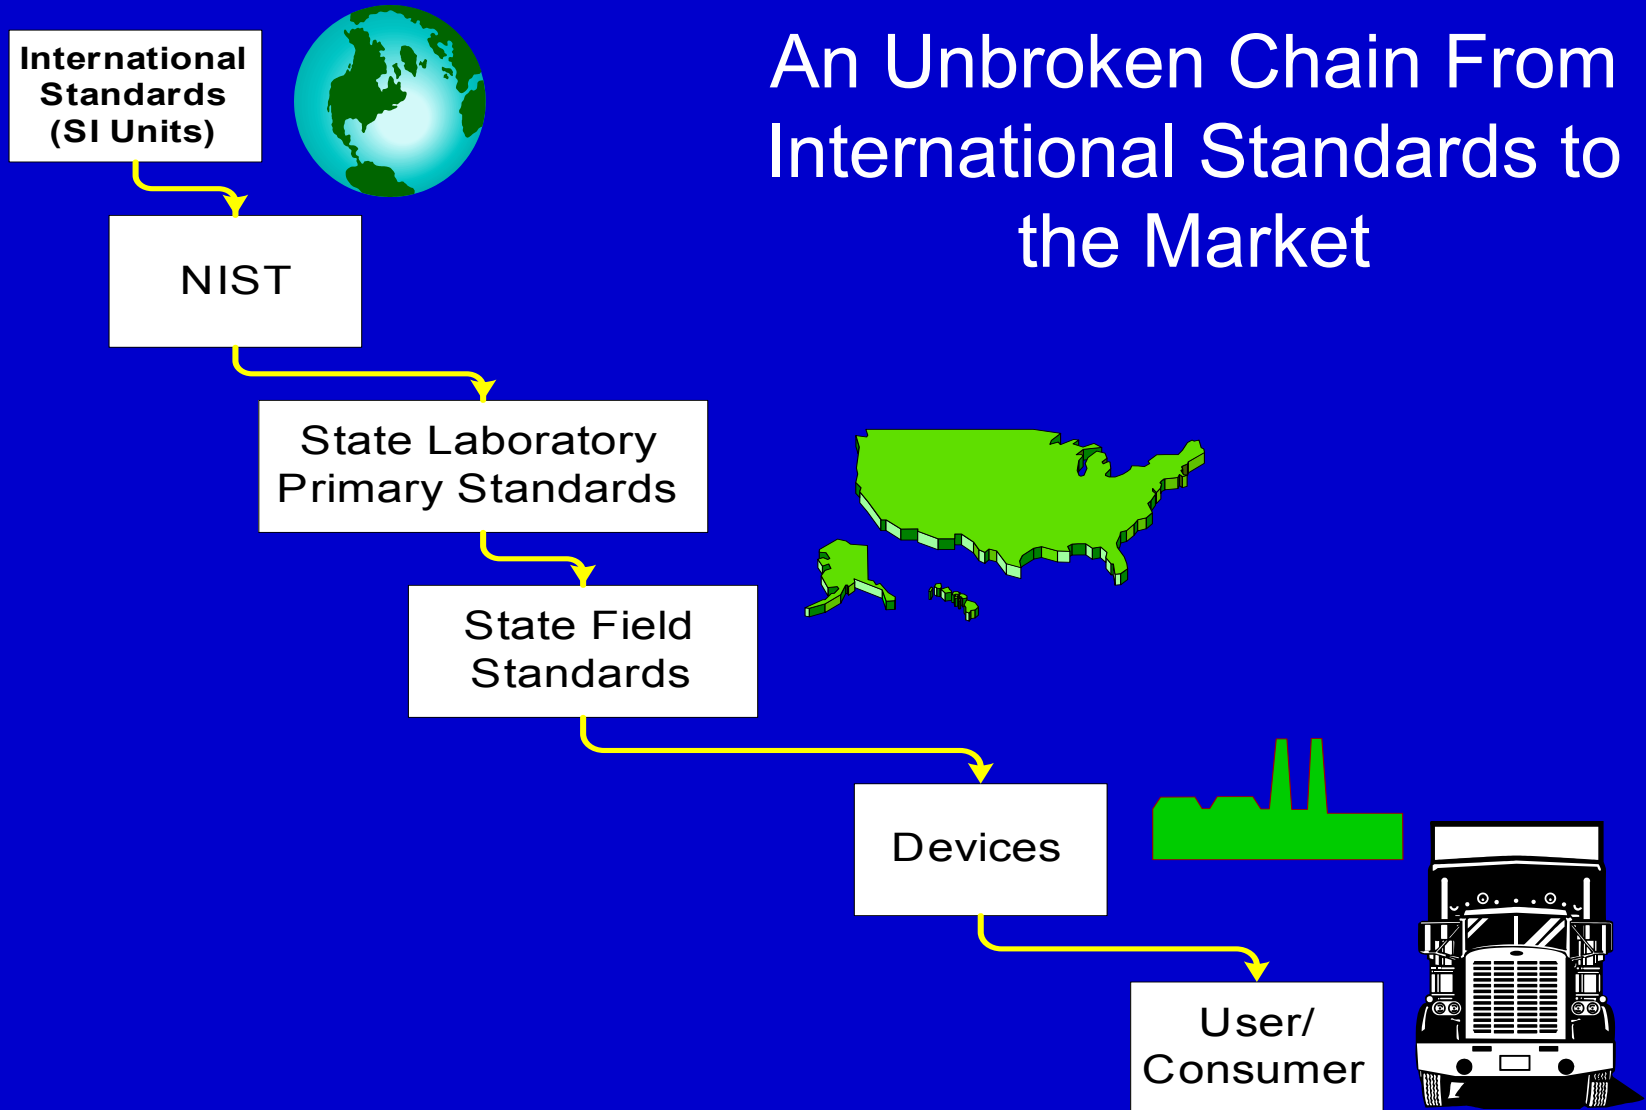 An Unbroken Chain From
International Standards to
the Market
International
Standards
(SI Units)
NIST
State Laboratory
Primary Standards
State Field
Standards
Devices
User/
Consumer